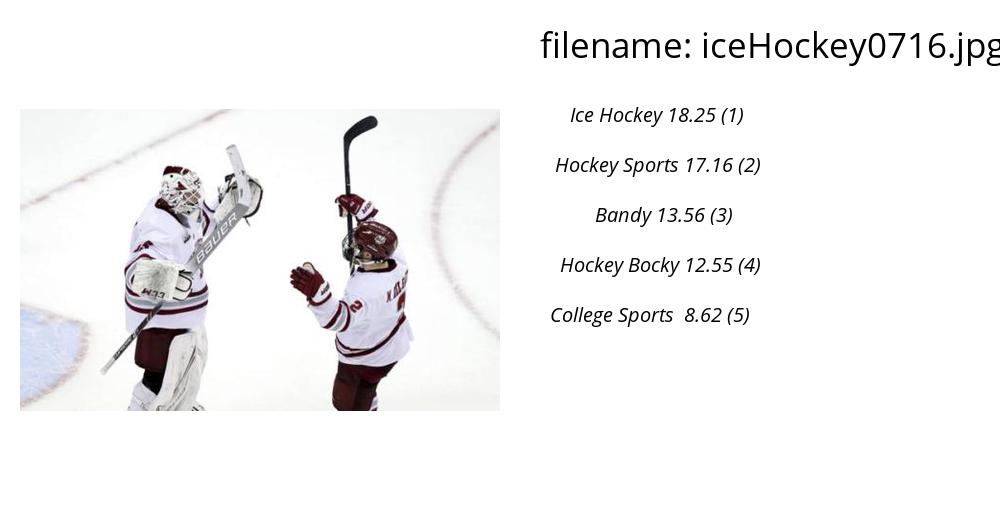 filename: iceHockey0716.jpg
Ice Hockey 18.25 (1)
Hockey Sports 17.16 (2)
Bandy 13.56 (3)
Hockey Bocky 12.55 (4)
College Sports 8.62 (5)
BAUER
2